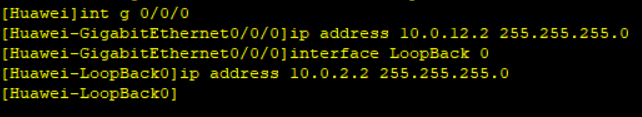 [Huawei]int g 0/0/0
[Huawei-GigabitEthernet0/0/0]ip address 10.0.12.2 255.255.255.0
[Huawei-GigabitEthernet0/0/0]interface LoopBack 0
[Huawei-LoopBack0]ip address 10.0.2.2 255.255.255.0
[Huawei-LoopBack0]